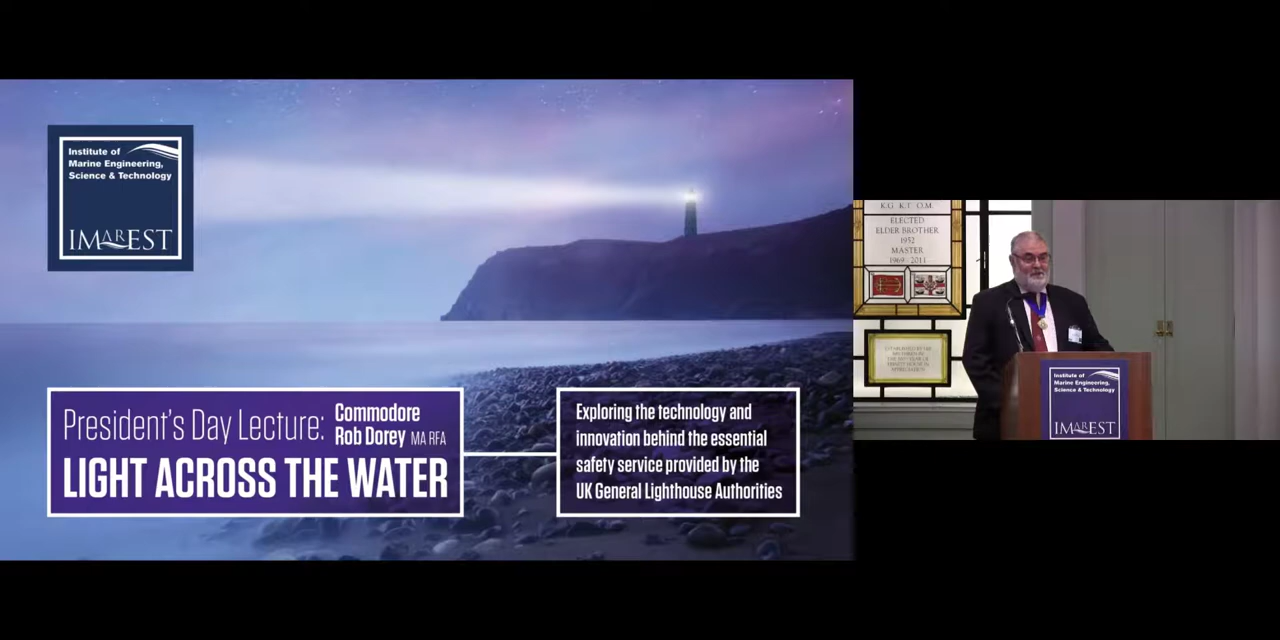 Institute of
Marine Engineering,
Science & Technology
IMAREST
President's Day Lecture: Commodore
Rob Dorey MA RFA
LIGHT ACROSS THE WATER
Exploring the technology and
innovation behind the essential
safety service provided by the
UK General Lighthouse Authorities
K.G K.T O.M.
ELECTED
ELDER BROTHER
1952
MASTER
1969-2011
Institute of
Marine Engineering,
Science & Technology
IMAREST